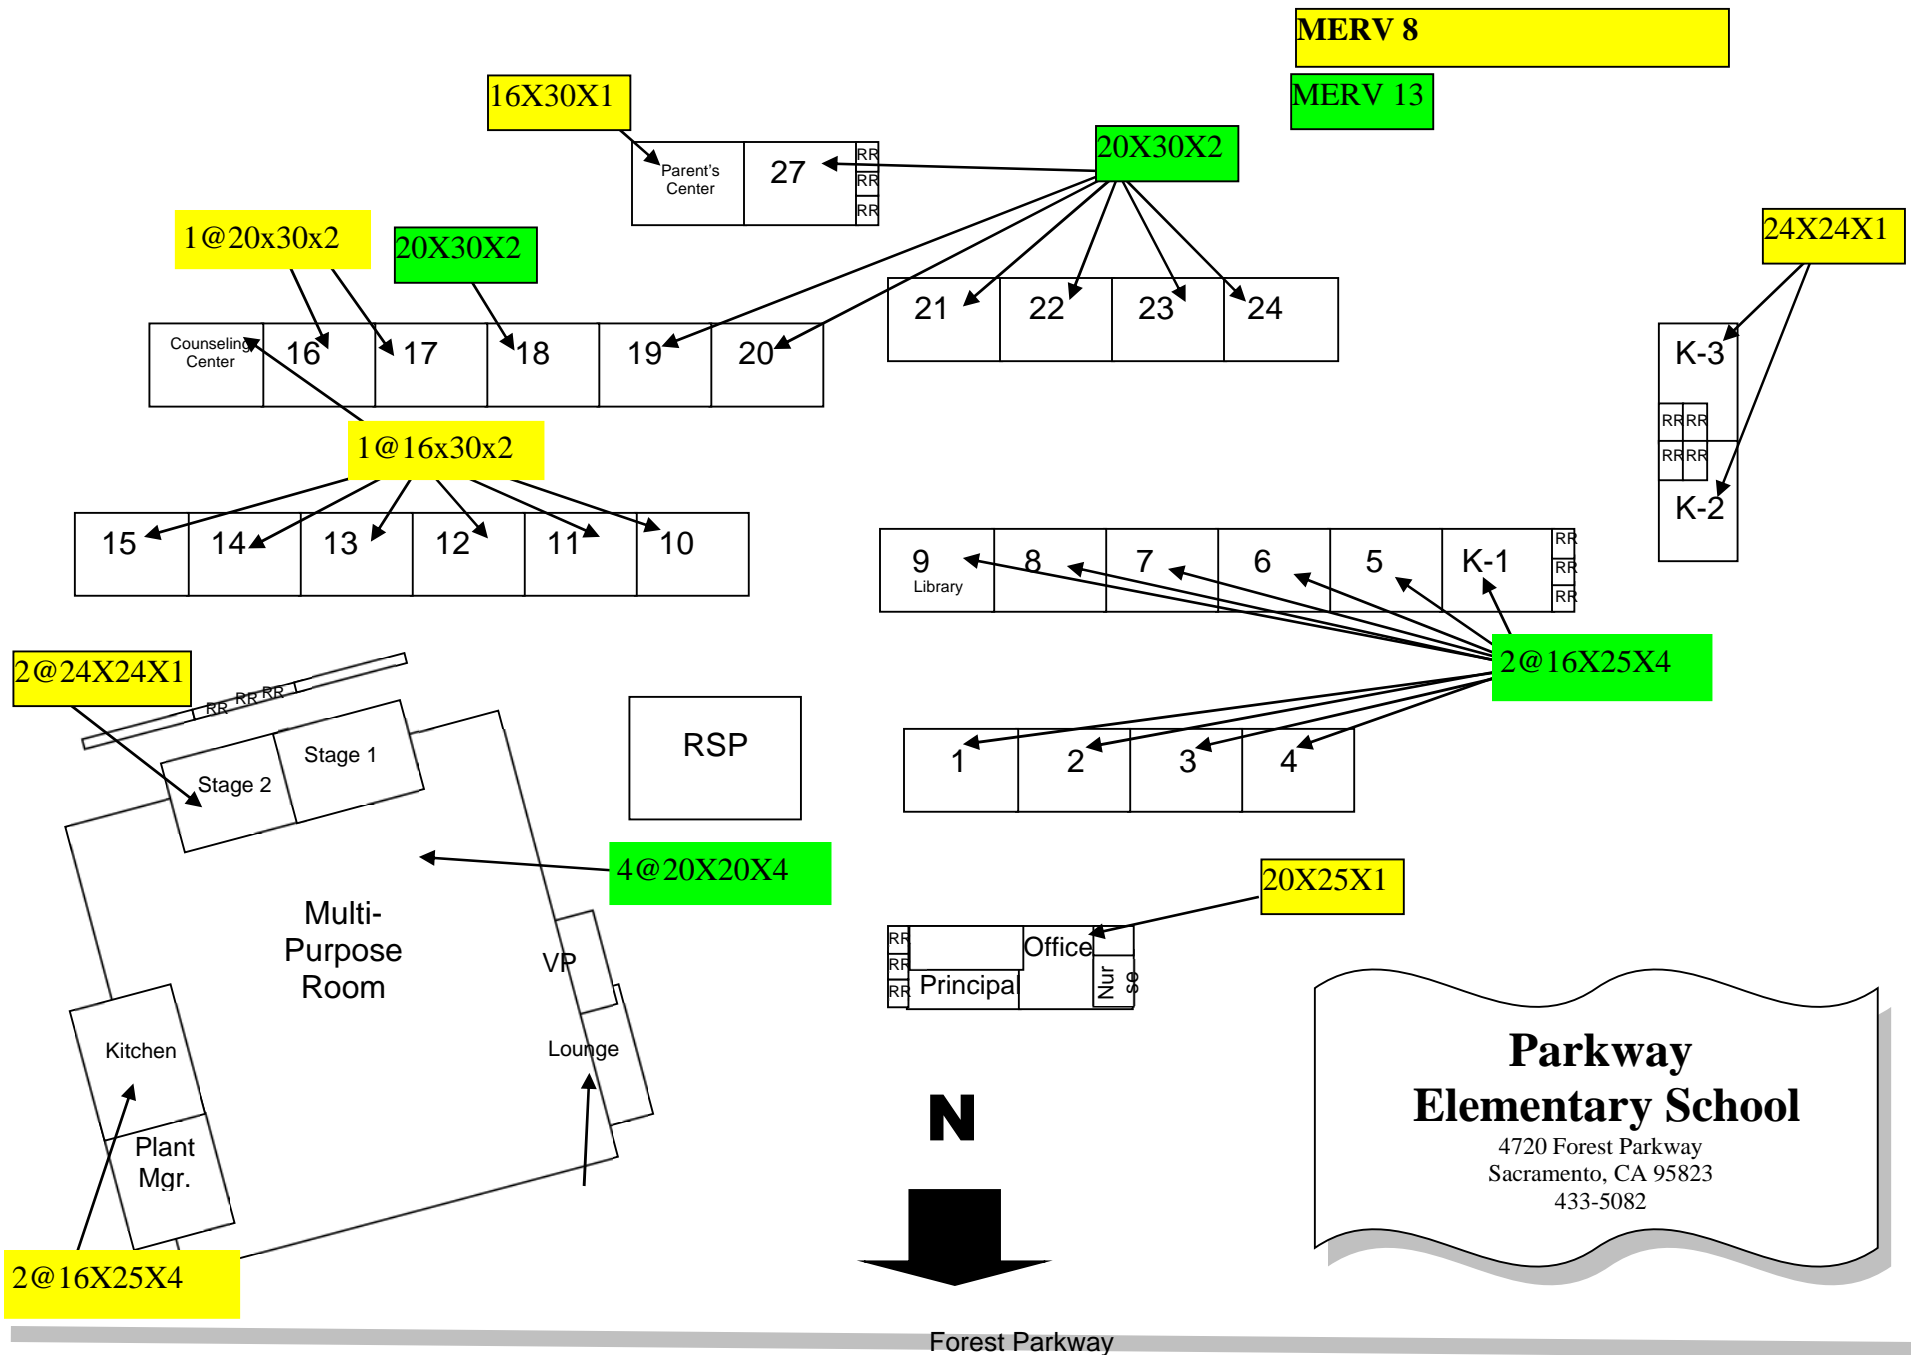 MERV 8
MERV 13
16X30X1
20X30X2
Parent's
Center
27
RR
RR
RR
1@20x30x2
20X30X2
24X24X1
21
22
23
24
Counseling
Center
16
17
18
19
20
K-3
RR
RR
RR
RR
K-2
1@16x30x2
15
14
13
12
11
10
9
Library
8
7
6
5
K-1
RR
RR
RR
2@24X24X1
2@16X25X4
RR
RR
RR
Stage 1
Stage 2
RSP
1
2
3
4
4@20X20X4
20X25X1
Multi-
Purpose
Room
VP
RR
RR
RR
Office
Principal
Nur
se
Kitchen
Lounge
Plant
Mgr.
N
Parkway
Elementary School
4720 Forest Parkway
Sacramento, CA 95823
433-5082
2@16X25X4
Forest Parkway